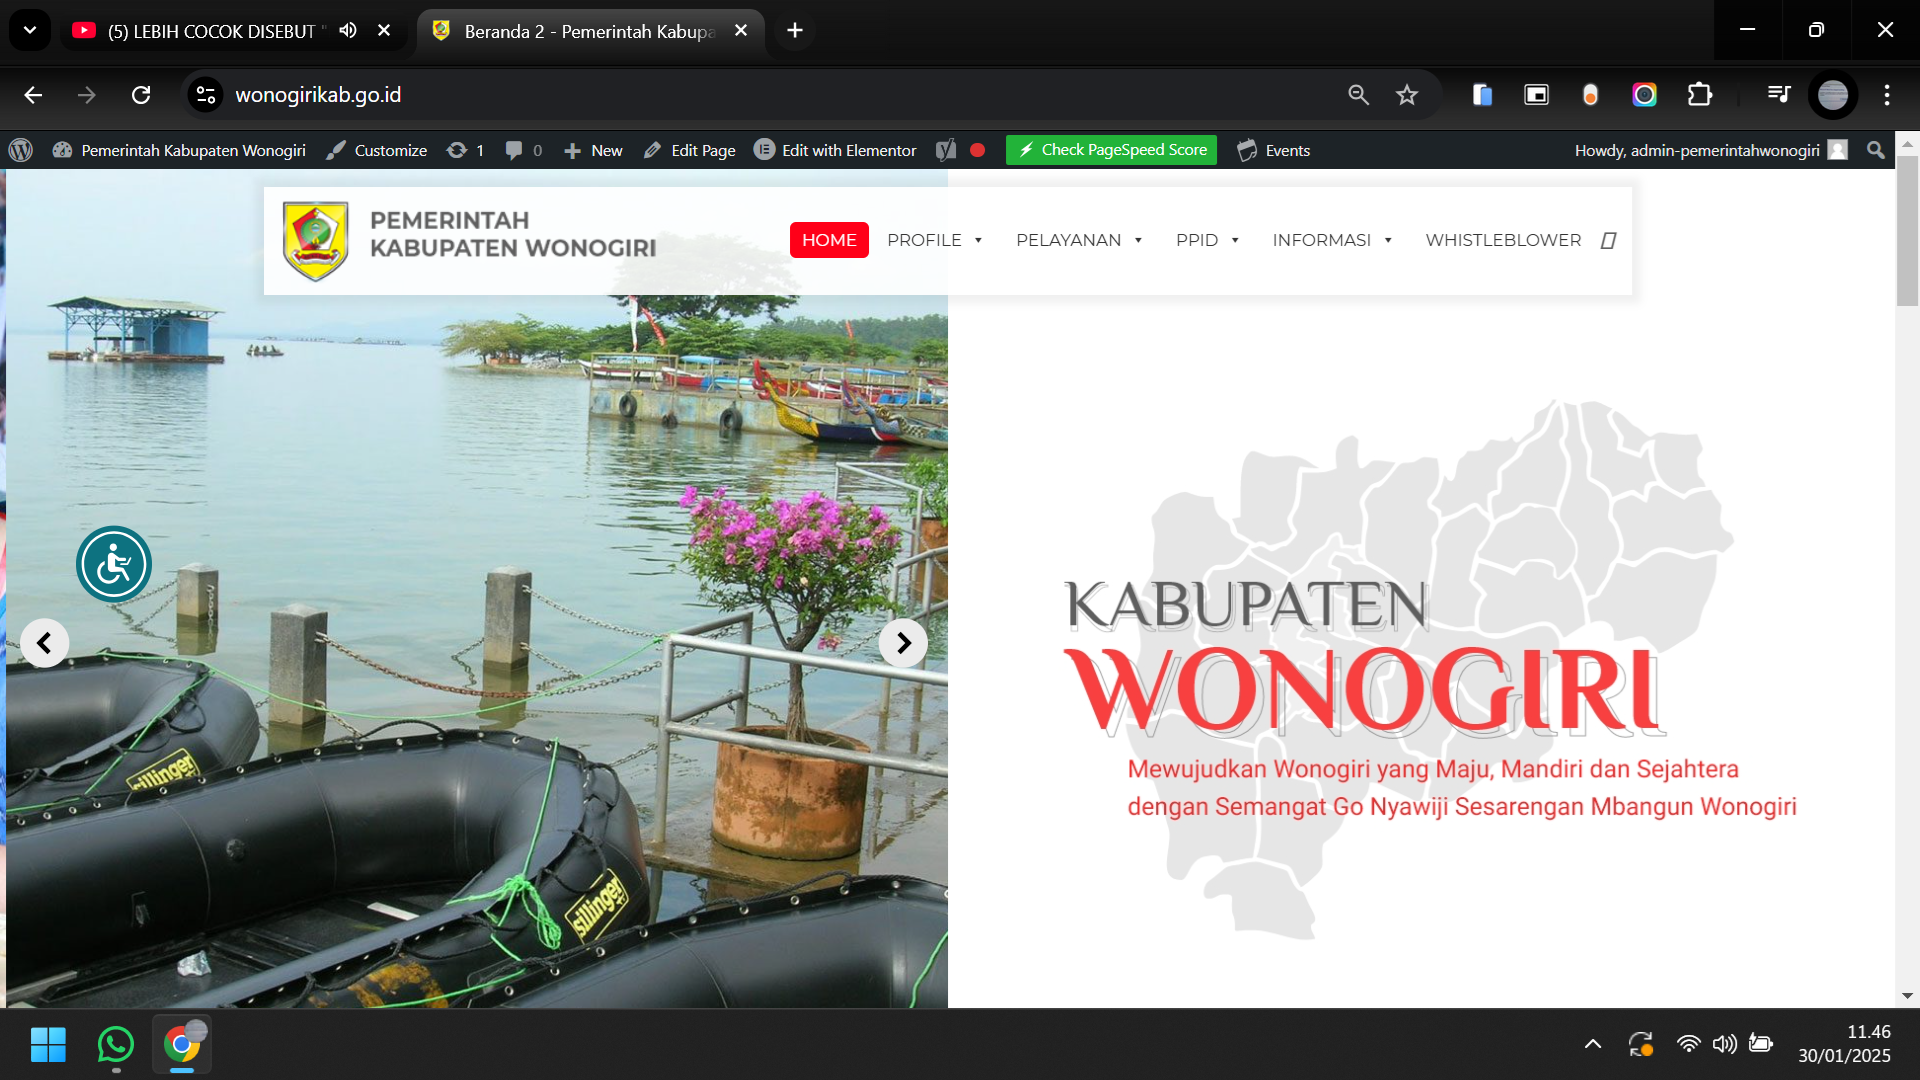 (5) LEBIH COCOK DISEBUT "
Beranda 2 - Pemerintah Kabupa
wonogirikab.go.id
Pemerintah Kabupaten Wonogiri
Customize
1
0
New
Edit Page
Edit with Elementor
Check PageSpeed Score
Events
Howdy, admin-pemerintahwonogiri
PEMERINTAH
KABUPATEN WONOGIRI
HOME
PROFILE
PELAYANAN
PPID
INFORMASI
WHISTLEBLOWER
KABUPATEN
WONOGIRI
Mewujudkan Wonogiri yang Maju, Mandiri dan Sejahtera
dengan Semangat Go Nyawiji Sesarengan Mbangun Wonogiri
sillinger
sillinger
11.46
30/01/2025